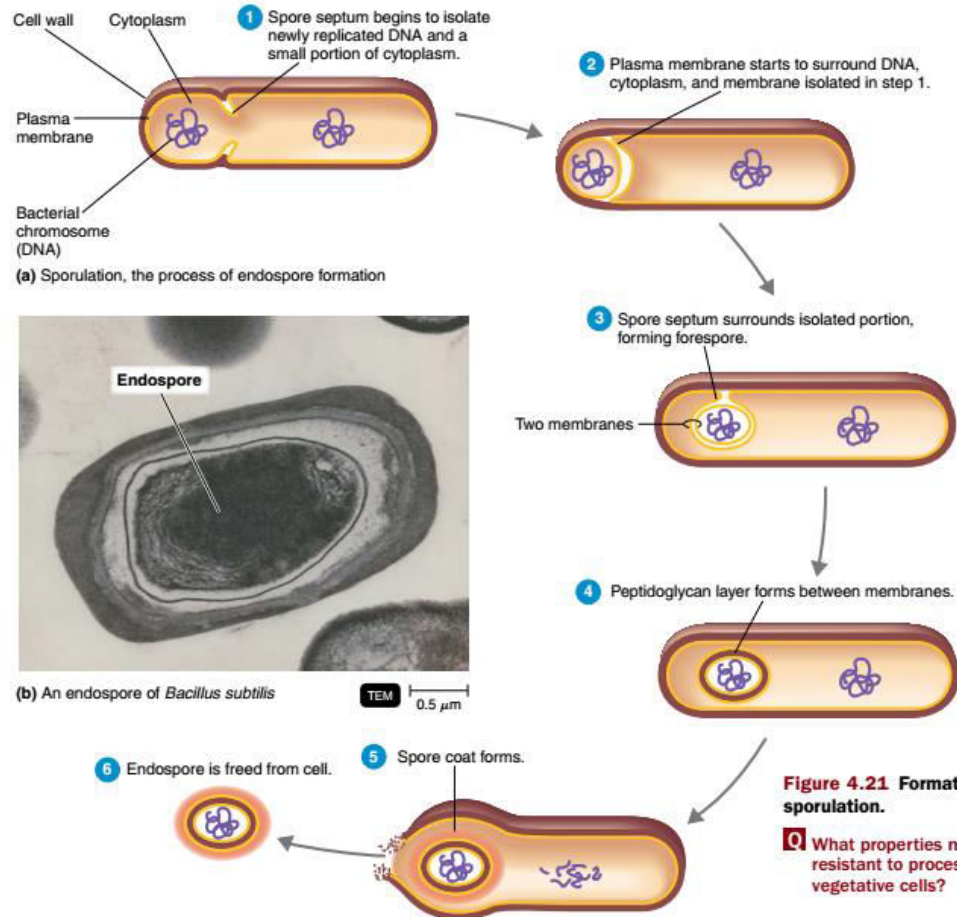 Cell wall
Cytoplasm
1 Spore septum begins to isolate
newly replicated DNA and a
small portion of cytoplasm.
2 Plasma membrane starts to surround DNA,
cytoplasm, and membrane isolated in step 1.
Plasma
membrane
Bacterial
chromosome
(DNA)
(a) Sporulation, the process of endospore formation
3 Spore septum surrounds isolated portion,
forming forespore.
Endospore
Two membranes
4 Peptidoglycan layer forms between membranes.
(b) An endospore of Bacillus subtilis
TEM
0.5 μm
6 Endospore is freed from cell.
5 Spore coat forms.
Figure 4.21 Format
sporulation.
Q What properties m
resistant to proces
vegetative cells?